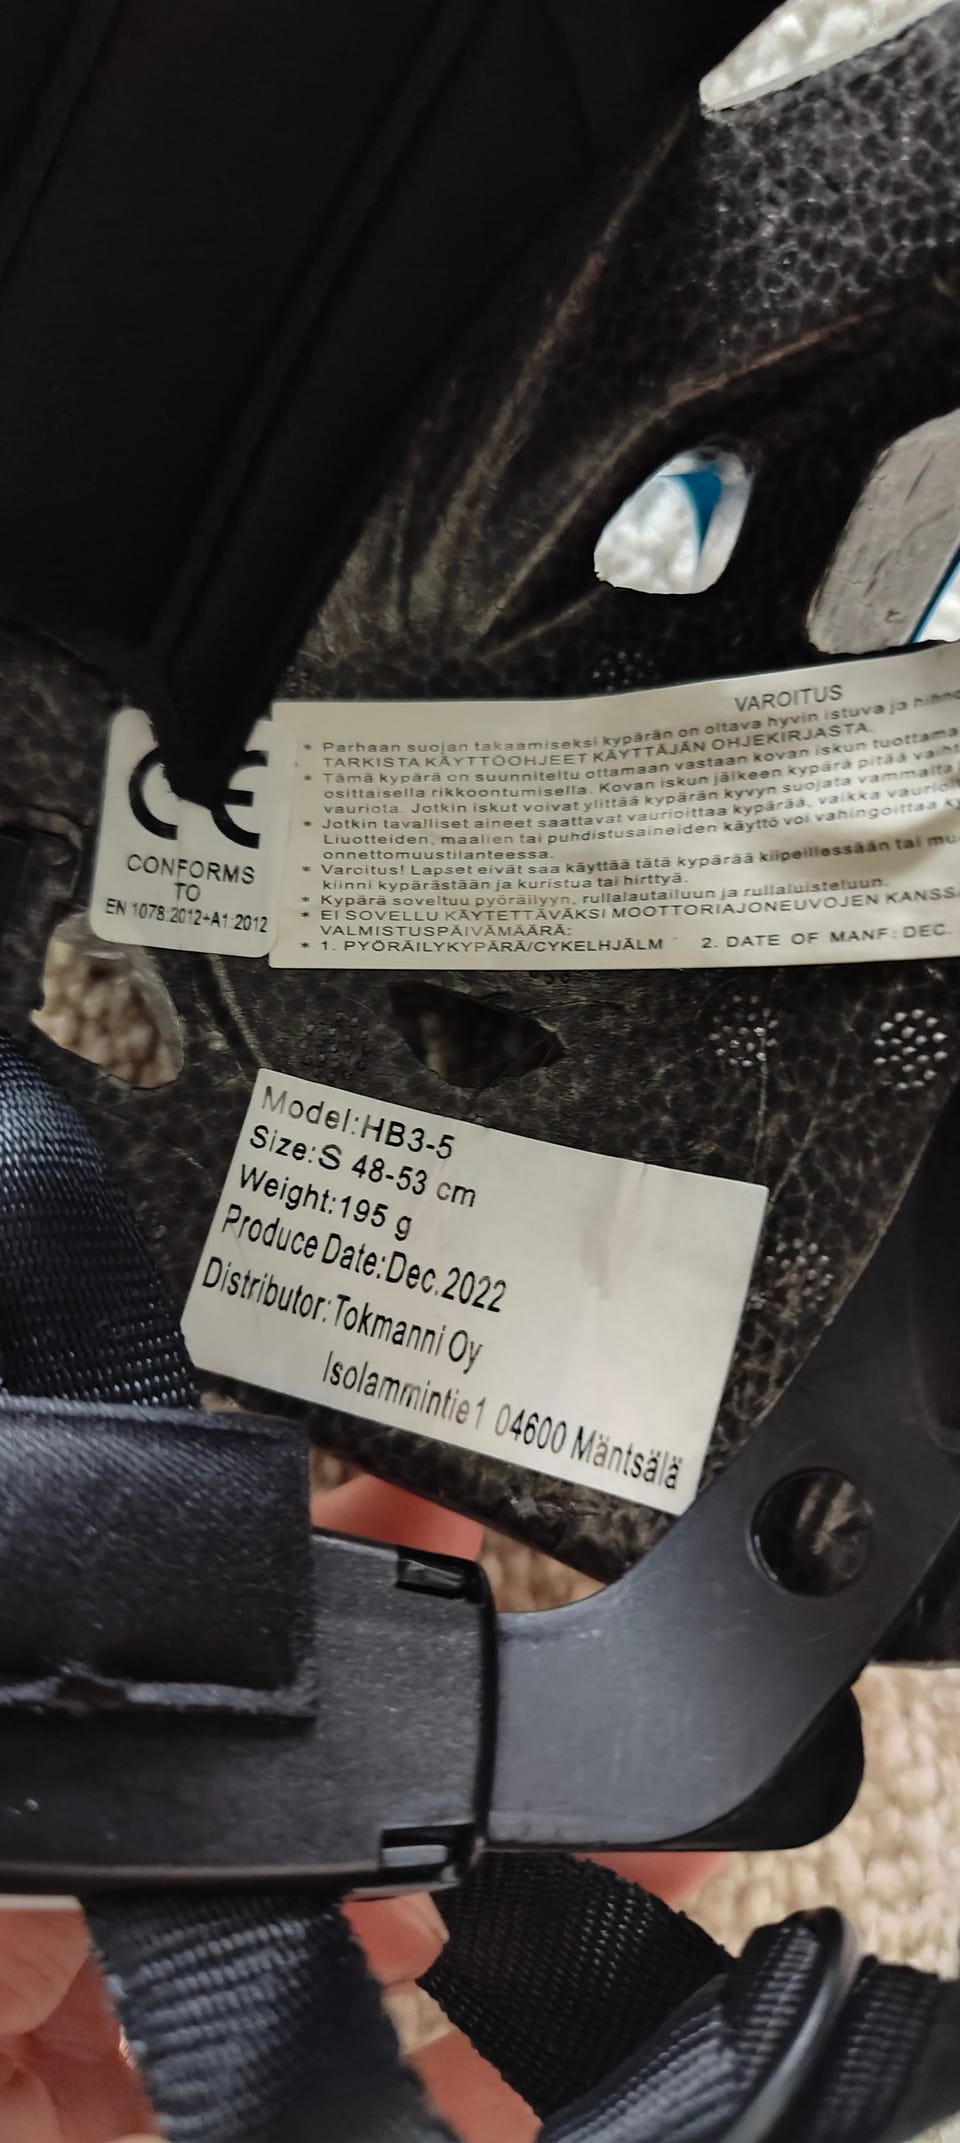 CE
CONFORMS
TO
EN 1078:2012+A1:2012
VAROITUS
* Parhaan suojan takaamiseksi kypärän on oltava hyvin istuva ja
TARKISTA KÄYTTÖOHJEET KÄYTTÄJÄN OHJEKIRJASTA.
* Tämä kypärä on suunniteltu ottamaan vastaan kovan iskun
osittaisella rikkoontumisella. Kovan iskun jälkeen kypärä pitää
vauriota. Jotkin iskut voivat ylittää kypärän kyvyn suojata vammalta
* Jotkin tavalliset aineet saattavat vaurioittaa kypärää, vaikka
Liuotteiden, maalien tai puhdistusaineiden käyttö voi vahingoittaa
onnettomuustilanteessa.
* Varoitus! Lapset eivät saa käyttää tätä kypärää kiipeillessään tai
kiinni kypärästään ja kuristua tai hirttyä.
* Kypärä soveltuu pyöräilyyn, rullalautailuun ja rullaluisteluun.
* EI SOVELLU KÄYTETTÄVÄKSI MOOTTORIAJONEUVOJEN
VALMISTUSPÄIVÄMÄÄRÄ:
* 1. PYÖRÄILYKYPÄRÄ/CYKELHJÄLM 2. DATE OF MANF: DEC.
Model:HB3-5
Size:S 48-53 cm
Weight:195 g
Produce Date:Dec.2022
Distributor:Tokmanni Oy
Isolammintie 1 04600 Mäntsälä